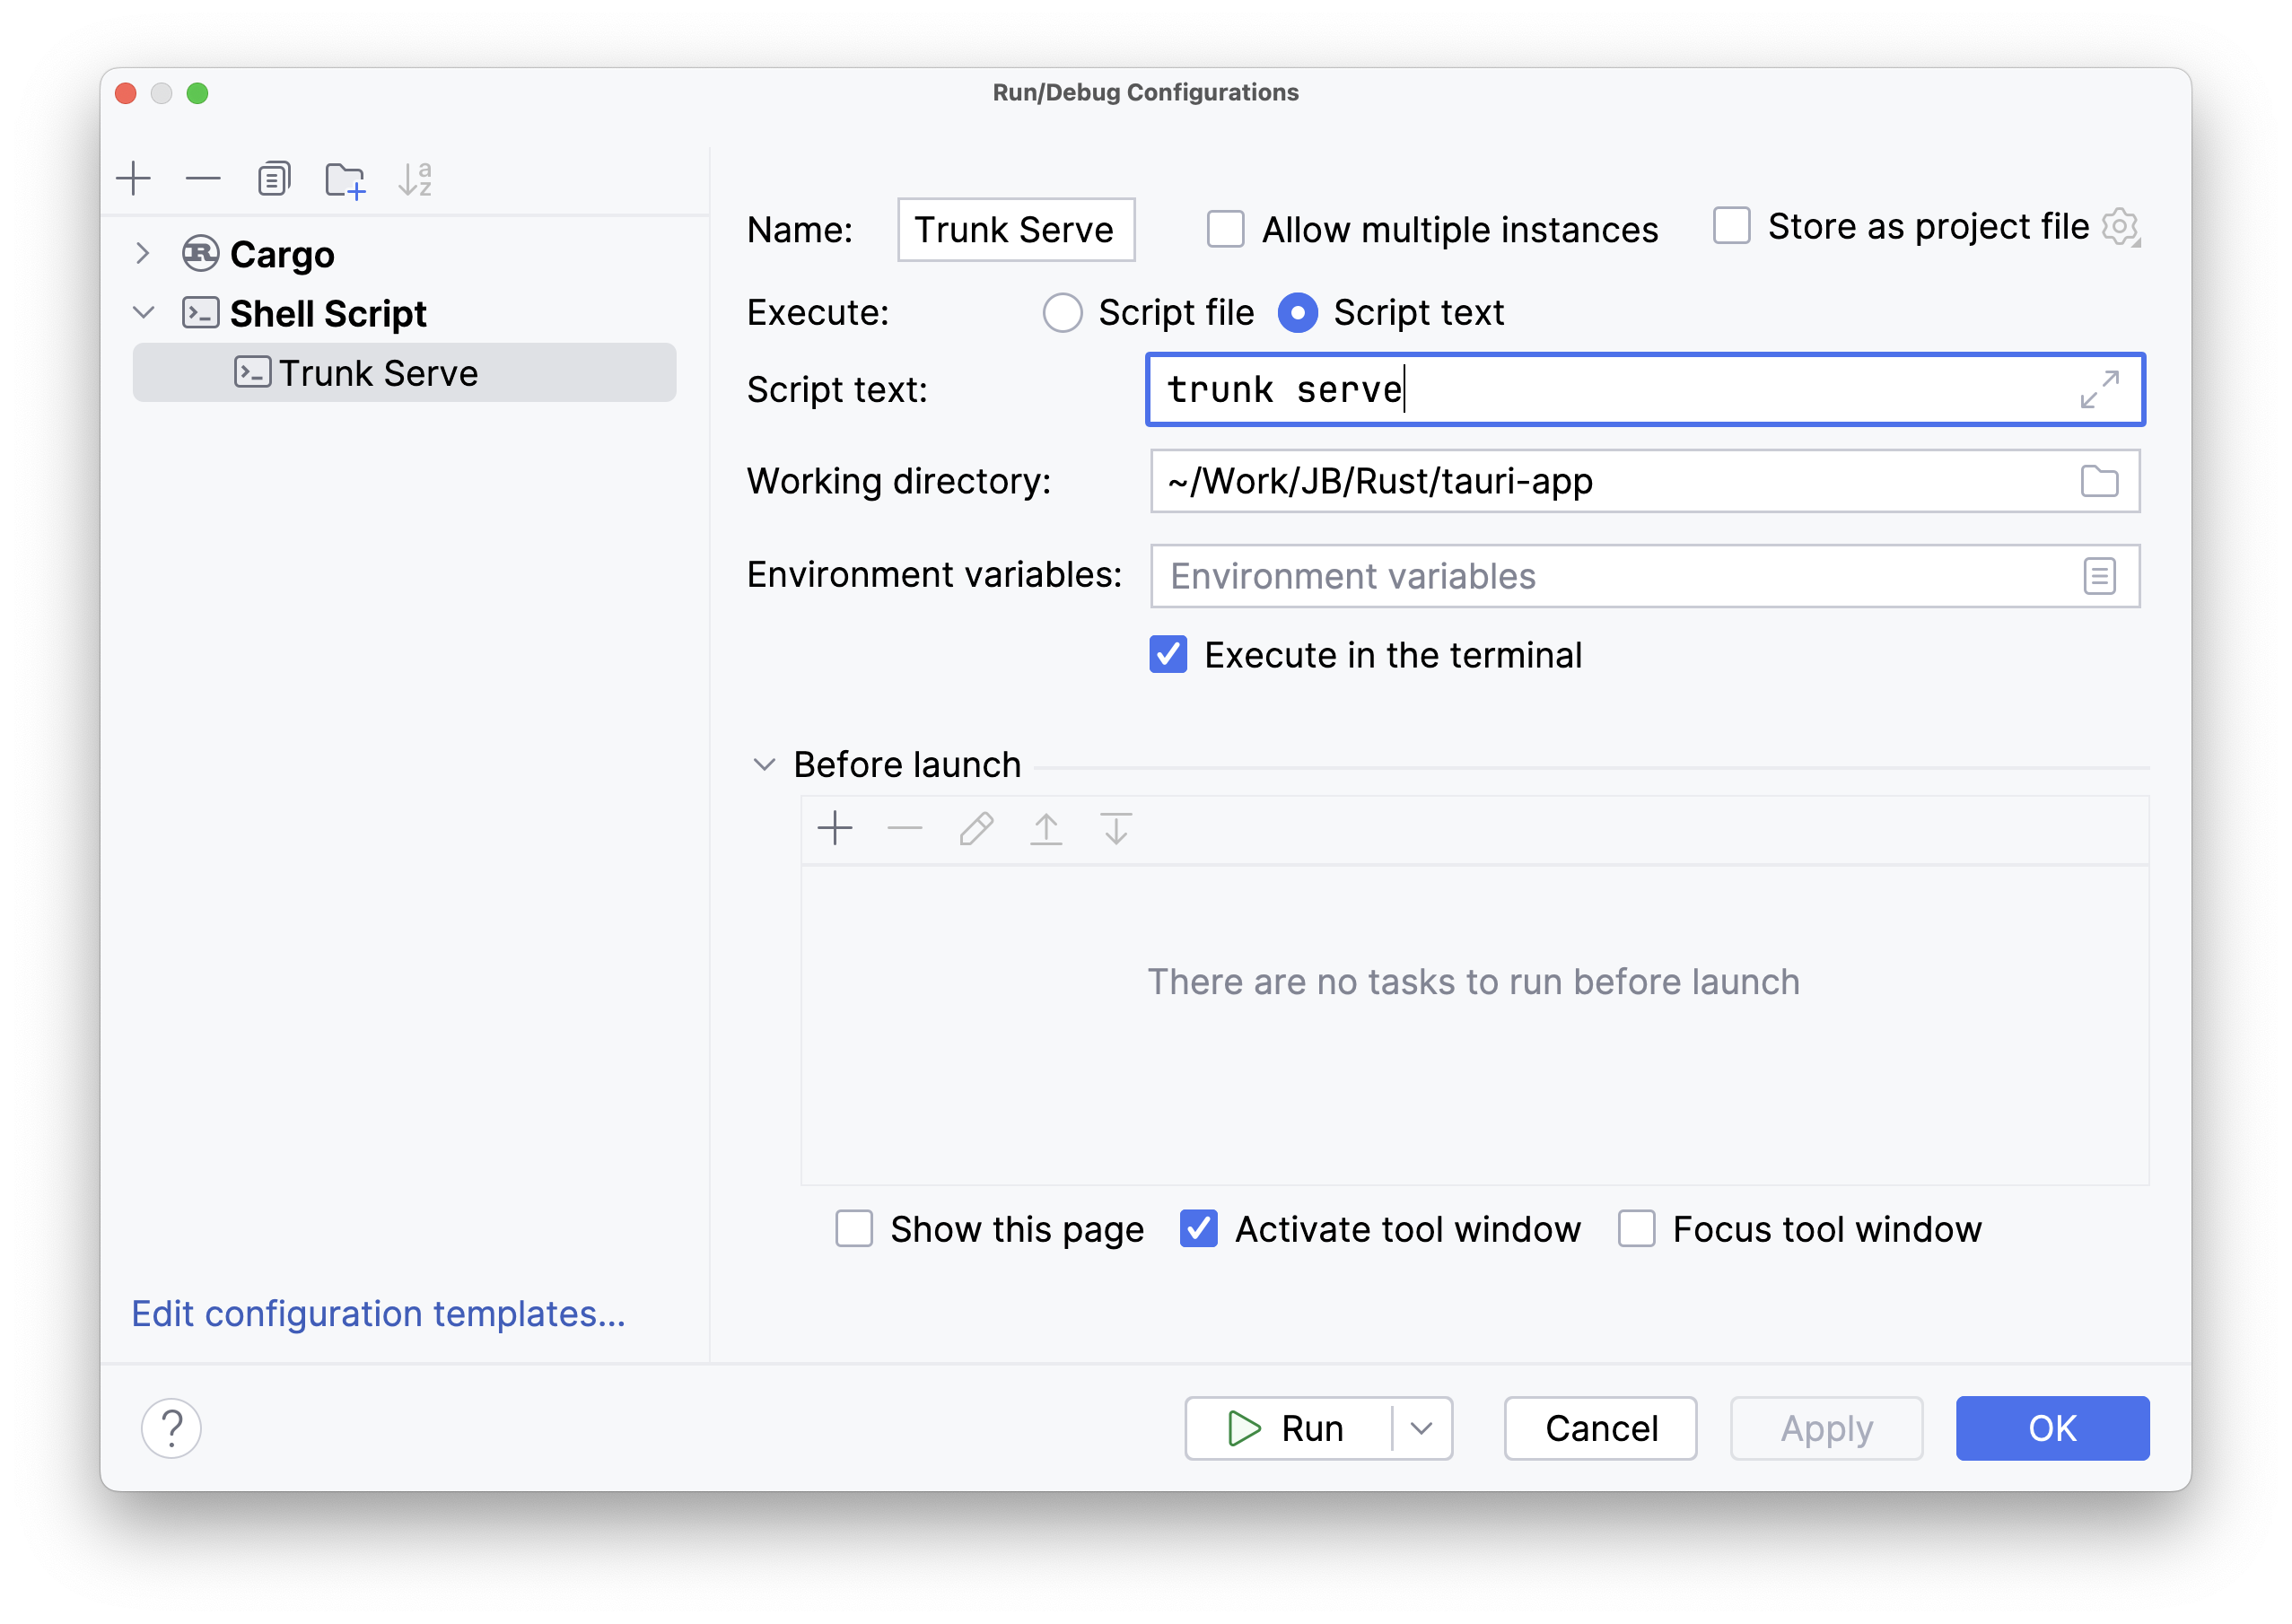 Run/Debug Configurations
Cargo
Shell Script
Trunk Serve
Edit configuration templates...
Name: Trunk Serve Allow multiple instances Store as project file
Execute: Script file Script text
Script text: trunk serve
Working directory: ~/Work/JB/Rust/tauri-app
Environment variables: Environment variables
Execute in the terminal
Before launch
There are no tasks to run before launch
Show this page Activate tool window Focus tool window
? Run Cancel Apply OK